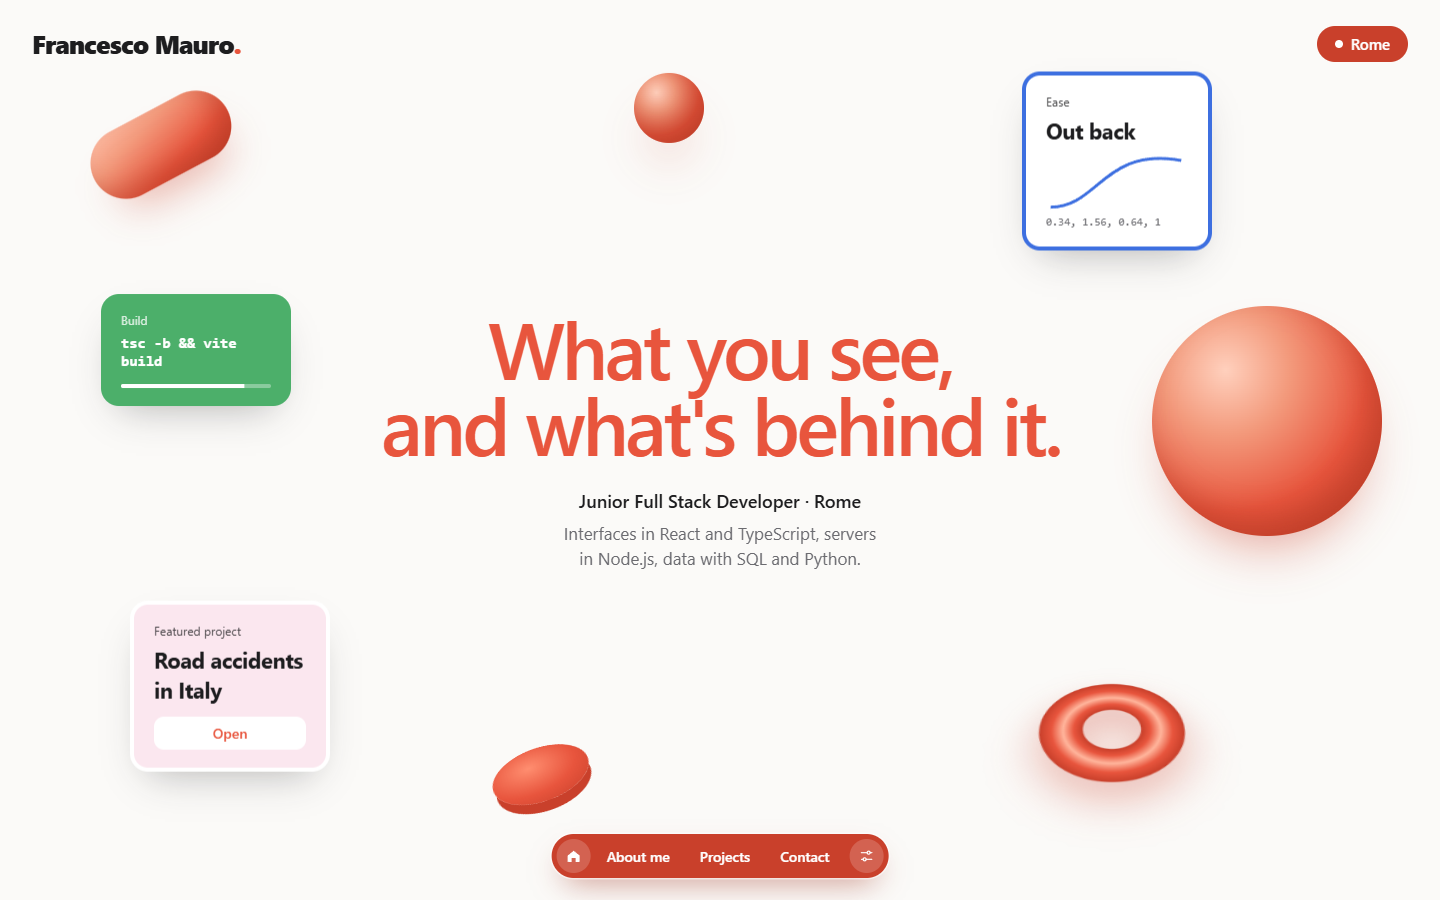 Francesco Mauro.
Rome
Ease
Out back
0.34, 1.56, 0.64, 1
Build
tsc -b && vite
build
What you see,
and what's behind it.
Junior Full Stack Developer · Rome
Interfaces in React and TypeScript, servers
in Node.js, data with SQL and Python.
Featured project
Road accidents
in Italy
Open
About me
Projects
Contact